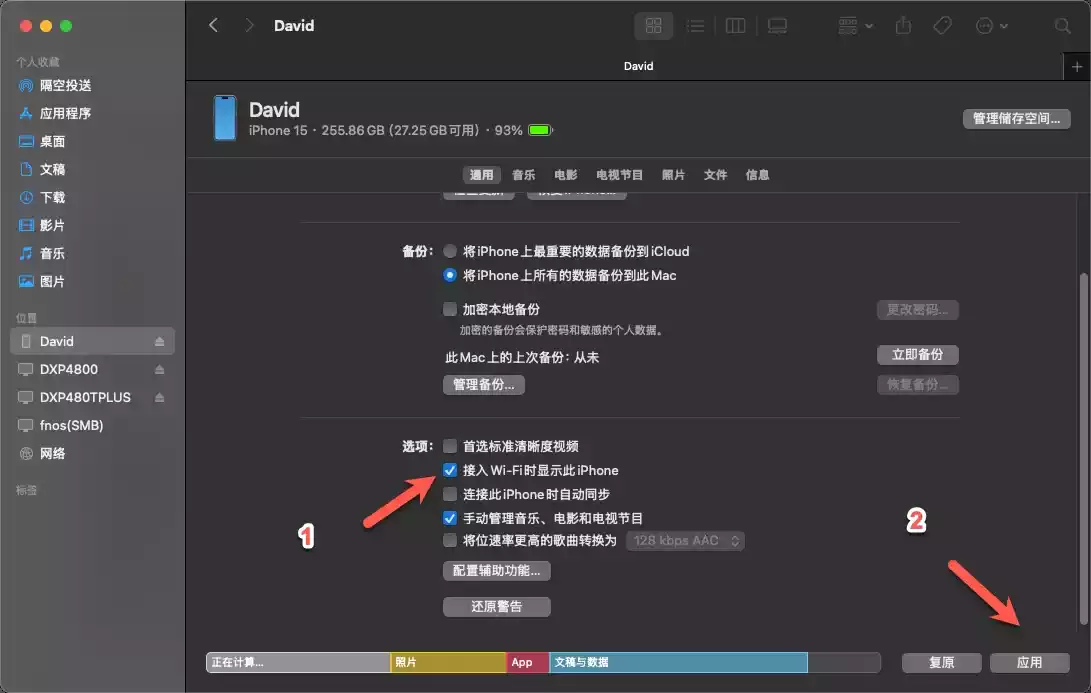 David
David
个人收藏
隔空投送
应用程序
桌面
文稿
下载
影片
音乐
图片
位置
David
DXP4800
DXP480TPLUS
fnos(SMB)
网络
标签
David
iPhone 15 · 255.86 GB (27.25 GB可用) · 93%
管理储存空间...
通用 音乐 电影 电视节目 照片 文件 信息
备份: 将iPhone上最重要的数据备份到iCloud
将iPhone上所有的数据备份到此 Mac
加密本地备份
更改密码...
加密的备份会保护密码和敏感的个人数据。
此Mac上的上次备份: 从未
立即备份
管理备份...
恢复备份...
选项: 首选标准清晰度视频
接入 Wi-Fi时显示此 iPhone
连接此iPhone时自动同步
手动管理音乐、电影和电视节目
将位速率更高的歌曲转换为 128 kbps AAC
配置辅助功能...
还原警告
1
2
正在计算... 照片 App 文稿与数据
复原 应用